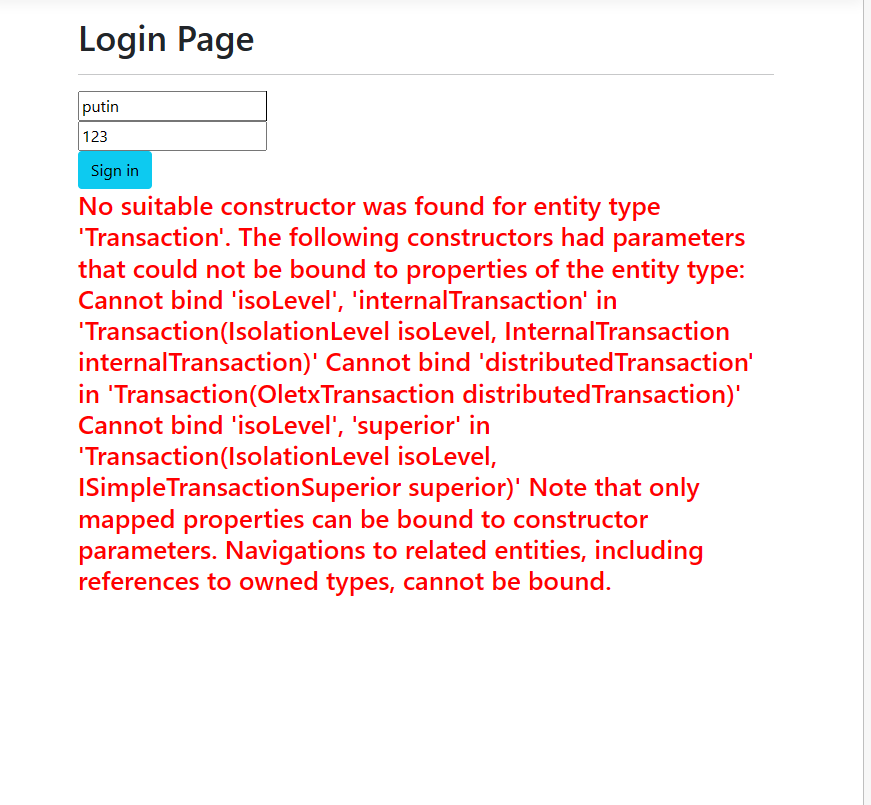 Login Page
putin
123
Sign in
No suitable constructor was found for entity type
'Transaction'. The following constructors had parameters
that could not be bound to properties of the entity type:
Cannot bind 'isoLevel', 'internalTransaction' in
'Transaction(IsolationLevel isoLevel, InternalTransaction
internalTransaction)' Cannot bind 'distributedTransaction'
in 'Transaction(OletxTransaction distributedTransaction)'
Cannot bind 'isoLevel', 'superior' in
'Transaction(IsolationLevel isoLevel,
ISimpleTransactionSuperior superior)' Note that only
mapped properties can be bound to constructor
parameters. Navigations to related entities, including
references to owned types, cannot be bound.